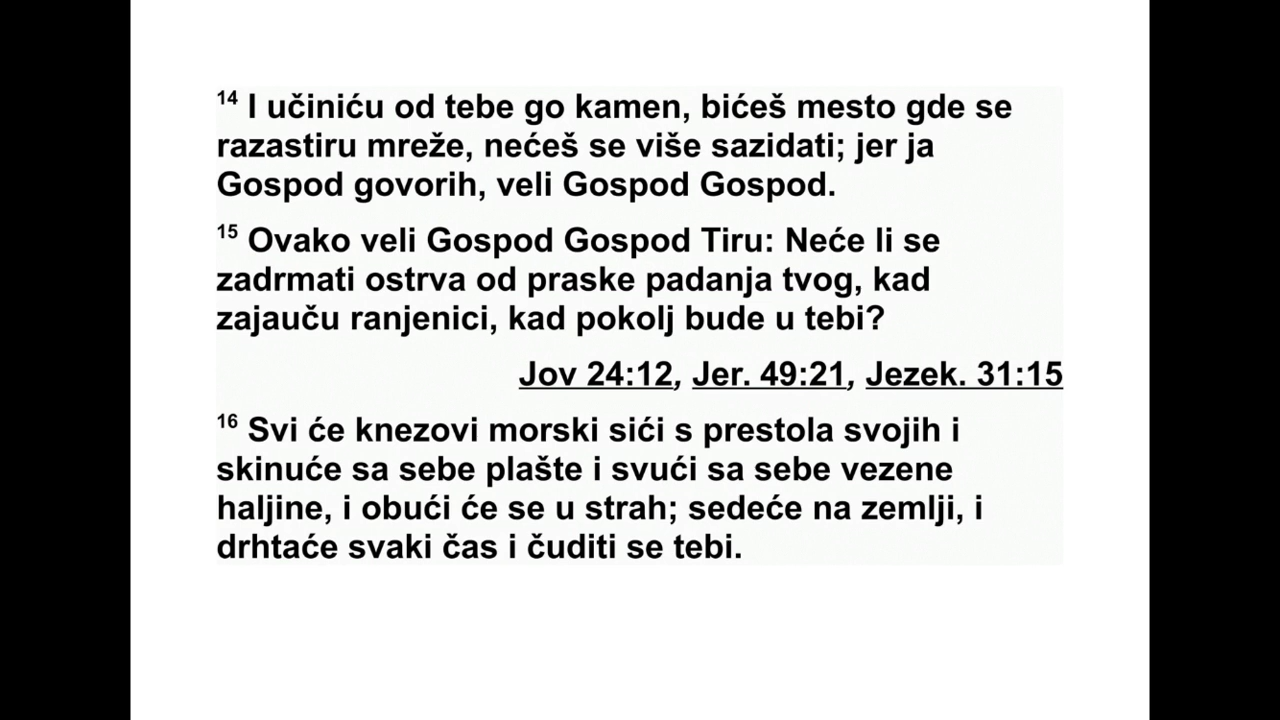 14 I učiniću od tebe go kamen, bićeš mesto gde se
razastiru mreže, nećeš se više sazidati; jer ja
Gospod govorih, veli Gospod Gospod.
15 Ovako veli Gospod Gospod Tiru: Neće li se
zadrmati ostrva od praske padanja tvog, kad
zajauču ranjenici, kad pokolj bude u tebi?
Jov 24:12, Jer. 49:21, Jezek. 31:15
16 Svi će knezovi morski sići s prestola svojih i
skinuće sa sebe plašte i svući sa sebe vezene
haljine, i obući će se u strah; sedeće na zemlji, i
drhtaće svaki čas i čuditi se tebi.